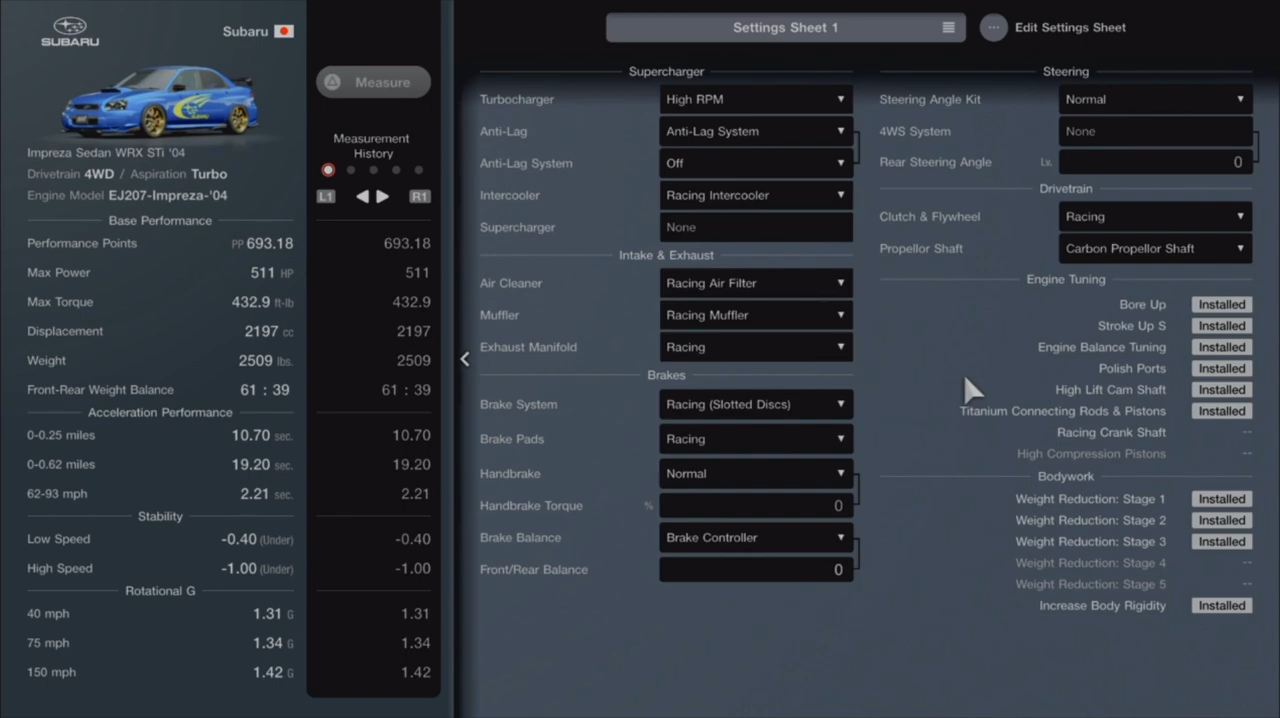 SUBARU
Subaru
Impreza Sedan WRX STi '04
Drivetrain 4WD / Aspiration Turbo
Engine Model EJ207-Impreza-'04
Base Performance
Performance Points PP 693.18
Max Power 511 HP
Max Torque 432.9 ft-lb
Displacement 2197 cc
Weight 2509 lbs.
Front-Rear Weight Balance 61 : 39
Acceleration Performance
0-0.25 miles 10.70 sec.
0-0.62 miles 19.20 sec.
62-93 mph 2.21 sec.
Stability
Low Speed -0.40 (Under)
High Speed -1.00 (Under)
Rotational G
40 mph 1.31 G
75 mph 1.34 G
150 mph 1.42 G
Measure
Measurement
History
L1 R1
693.18
511
432.9
2197
2509
61 : 39
10.70
19.20
2.21
-0.40
-1.00
1.31
1.34
1.42
Settings Sheet 1
Edit Settings Sheet
Supercharger
Turbocharger High RPM
Anti-Lag Anti-Lag System
Anti-Lag System Off
Intercooler Racing Intercooler
Supercharger None
Intake & Exhaust
Air Cleaner Racing Air Filter
Muffler Racing Muffler
Exhaust Manifold Racing
Brakes
Brake System Racing (Slotted Discs)
Brake Pads Racing
Handbrake Normal
Handbrake Torque % 0
Brake Balance Brake Controller
Front/Rear Balance 0
Steering
Steering Angle Kit Normal
4WS System None
Rear Steering Angle Lv. 0
Drivetrain
Clutch & Flywheel Racing
Propellor Shaft Carbon Propellor Shaft
Engine Tuning
Bore Up Installed
Stroke Up S Installed
Engine Balance Tuning Installed
Polish Ports Installed
High Lift Cam Shaft Installed
Titanium Connecting Rods & Pistons Installed
Racing Crank Shaft --
High Compression Pistons --
Bodywork
Weight Reduction: Stage 1 Installed
Weight Reduction: Stage 2 Installed
Weight Reduction: Stage 3 Installed
Weight Reduction: Stage 4 --
Weight Reduction: Stage 5 --
Increase Body Rigidity Installed